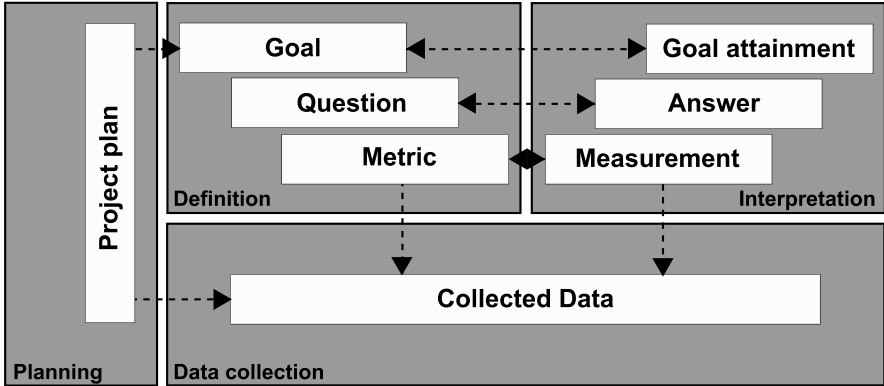 Project plan
Goal
Question
Metric
Definition
Goal attainment
Answer
Measurement
Interpretation
Collected Data
Planning
Data collection